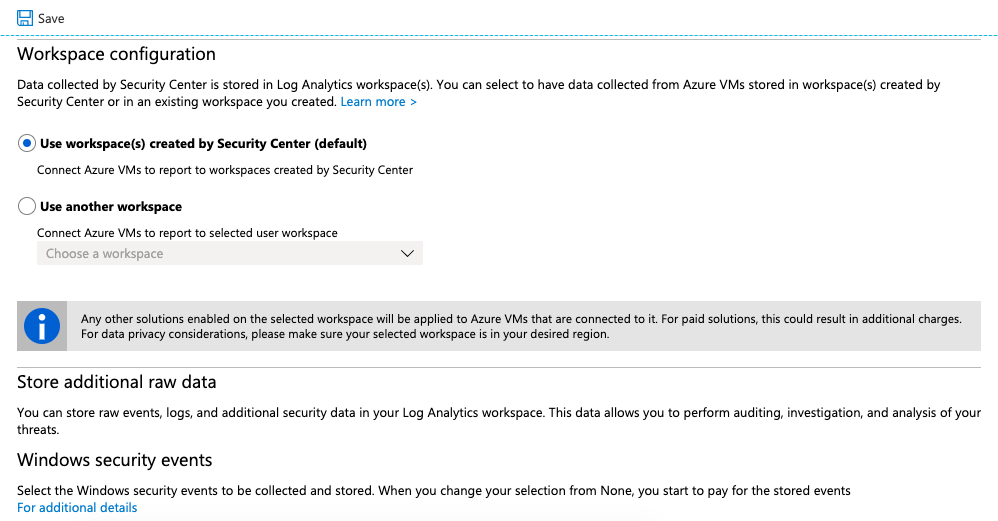 Save
Workspace configuration
Data collected by Security Center is stored in Log Analytics workspace(s). You can select to have data collected from Azure VMs stored in workspace(s) created by
Security Center or in an existing workspace you created. Learn more >
Use workspace(s) created by Security Center (default)
Connect Azure VMs to report to workspaces created by Security Center
Use another workspace
Connect Azure VMs to report to selected user workspace
Choose a workspace
Any other solutions enabled on the selected workspace will be applied to Azure VMs that are connected to it. For paid solutions, this could result in additional charges.
For data privacy considerations, please make sure your selected workspace is in your desired region.
Store additional raw data
You can store raw events, logs, and additional security data in your Log Analytics workspace. This data allows you to perform auditing, investigation, and analysis of your
threats.
Windows security events
Select the Windows security events to be collected and stored. When you change your selection from None, you start to pay for the stored events
For additional details